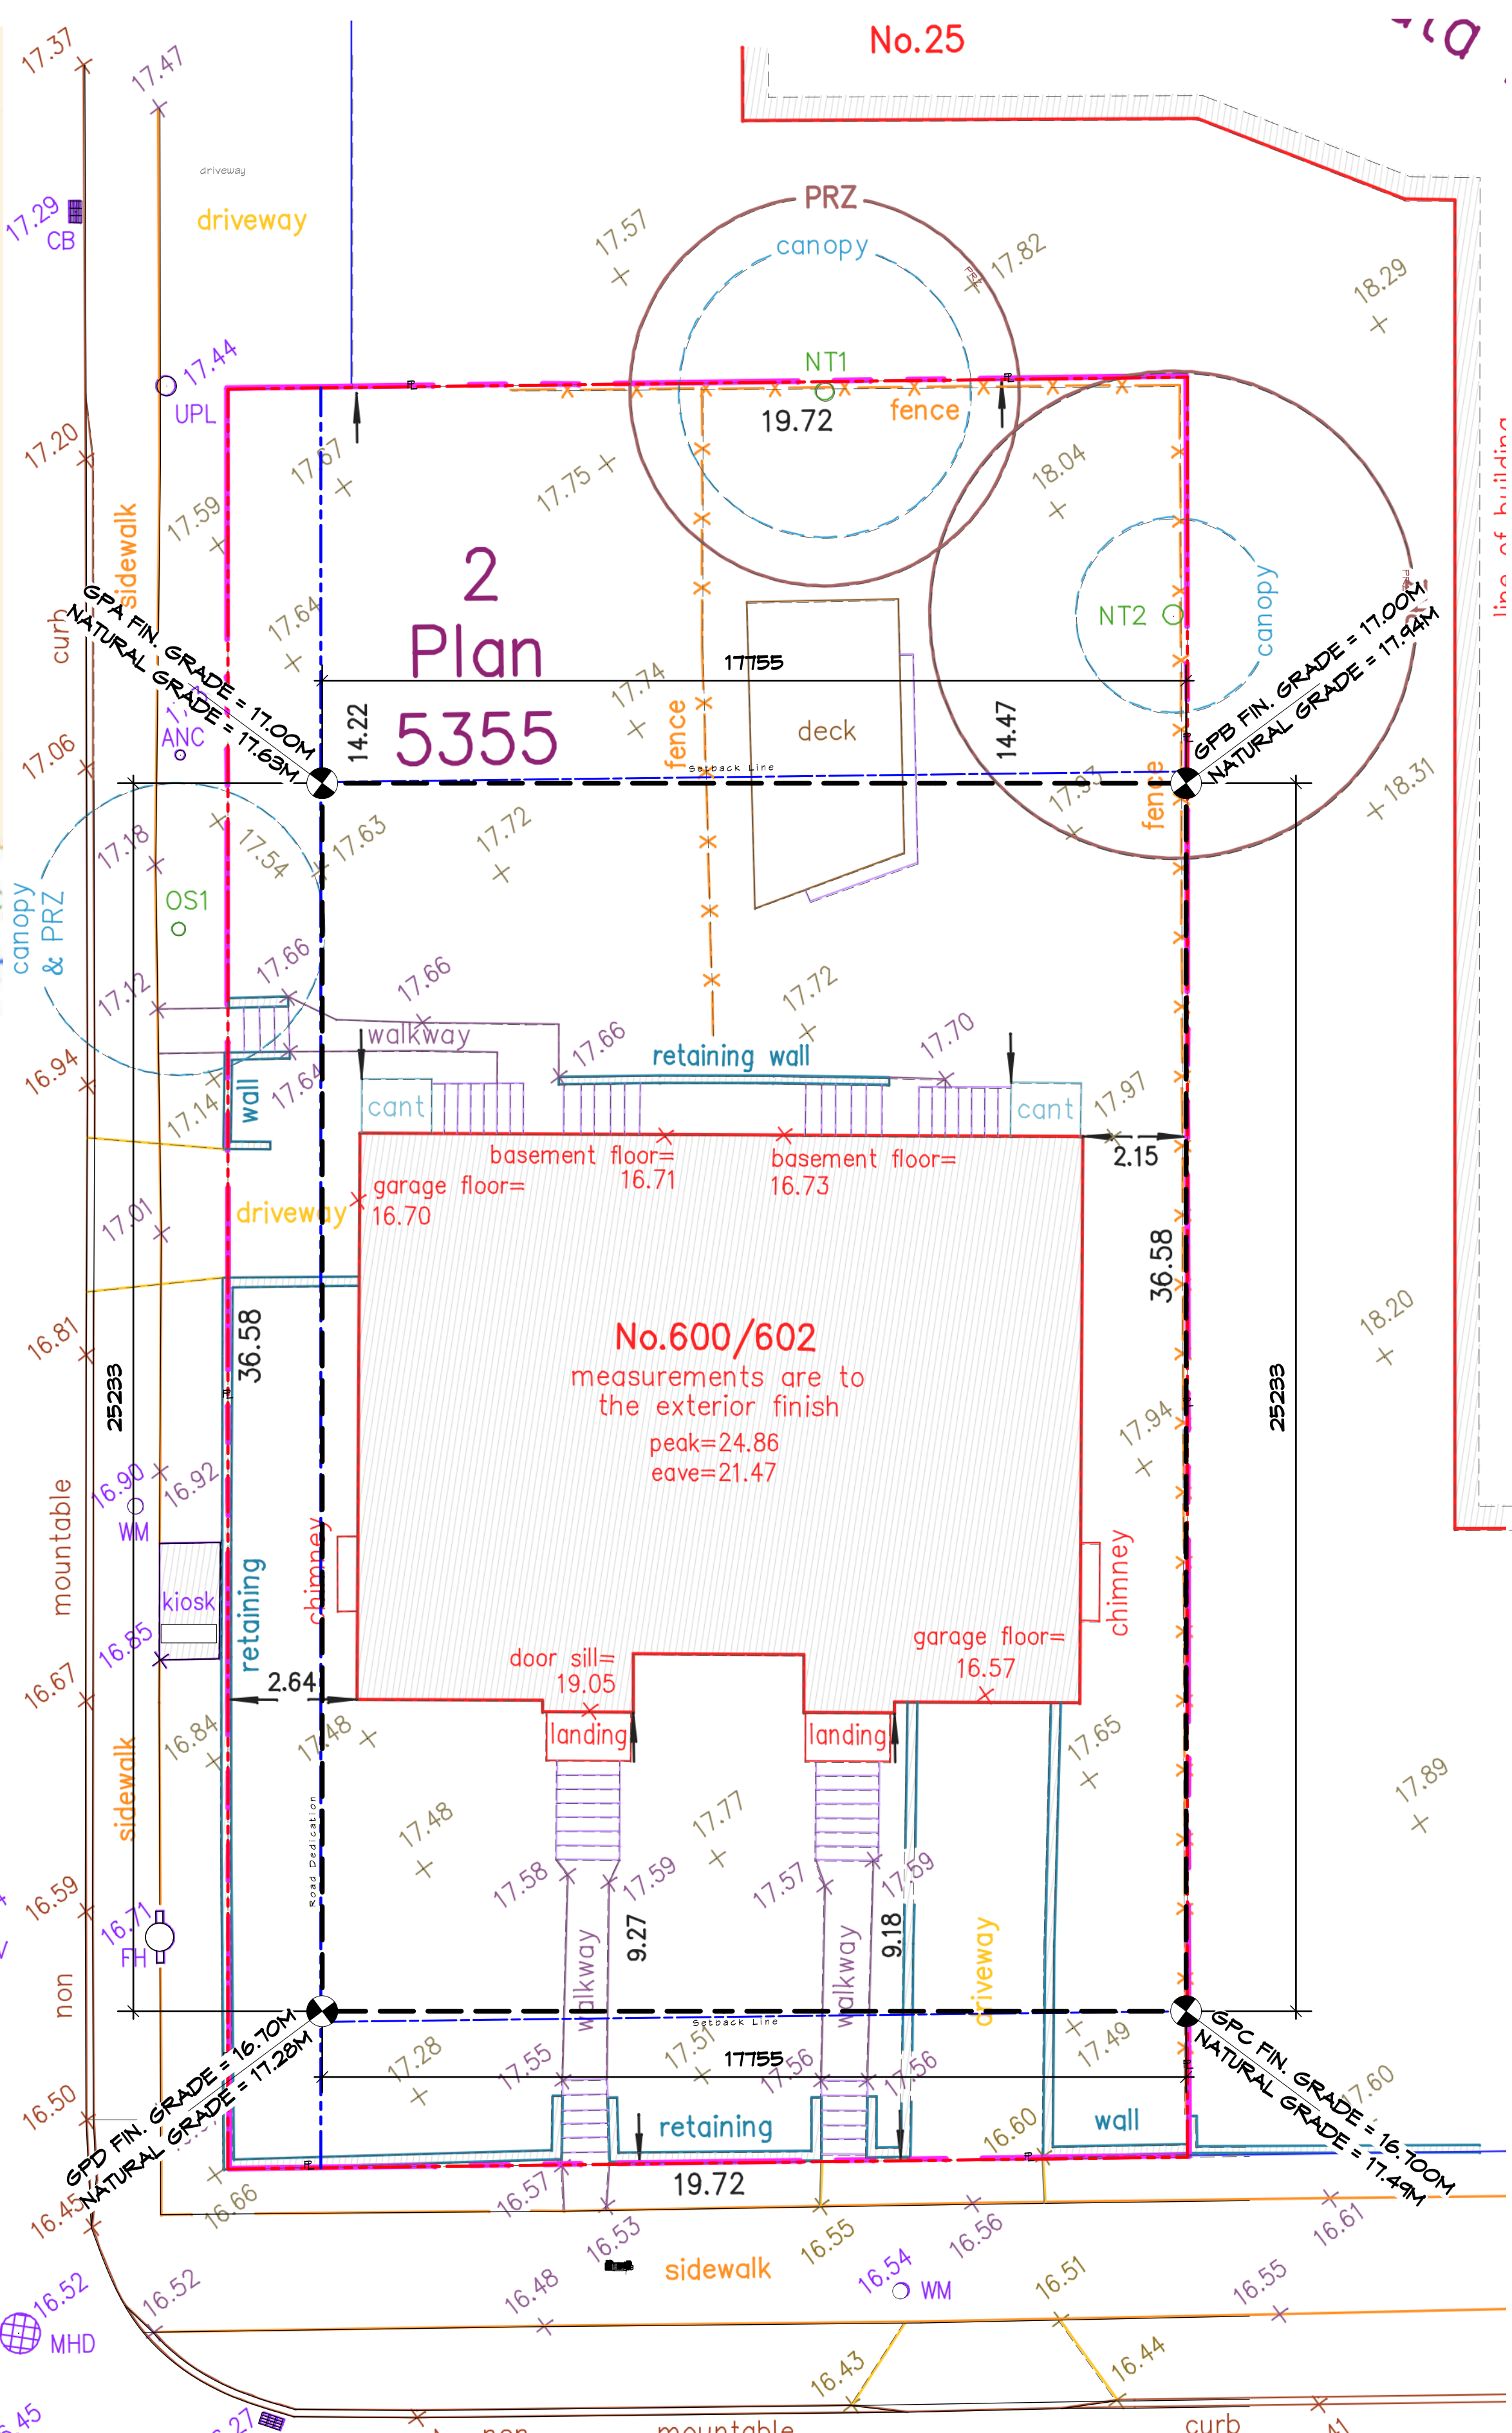 No.25
17.37
17.47
driveway
driveway
17.29
CB
PRZ
canopy
17.57
17.82
PRZ
18.29
17.44
UPL
NT1
19.72
fence
17.20
17.67
17.75
18.04
line of building
17.59
sidewalk
2
Plan
5355
canopy
NT2
curb
GPA FIN. GRADE = 17.00M
NATURAL GRADE = 17.63M
GPB FIN. GRADE = 17.00M
NATURAL GRADE = 17.94M
17.64
17.74
17755
ANC
14.22
fence
deck
14.47
17.06
Setback Line
17.93
fence
18.31
17.18
17.54
17.63
17.72
OS1
canopy
& PRZ
17.66
17.66
17.12
17.72
walkway
17.66
retaining wall
17.70
16.94
wall
17.64
17.14
cant
cant
17.97
basement floor=
16.71
basement floor=
16.73
2.15
garage floor=
16.70
driveway
17.01
36.58
36.58
No.600/602
measurements are to
the exterior finish
peak=24.86
eave=21.47
16.81
18.20
25233
25233
17.94
16.90
16.92
WM
mountable
chimney
chimney
kiosk
retaining
16.85
garage floor=
16.57
door sill=
19.05
2.64
16.67
landing
landing
16.84
17.48
17.65
sidewalk
Road Dedication
17.48
17.77
17.89
17.58
17.59
17.57
17.59
16.59
16.71
FH
9.27
9.18
walkway
walkway
driveway
non
Setback Line
GPD FIN. GRADE = 16.70M
NATURAL GRADE = 17.28M
GPC FIN. GRADE = 16.700M
NATURAL GRADE = 17.49M
17.28
17.55
17.51
17755
17.56
17.56
17.49
17.60
16.50
retaining
16.60
wall
16.45
16.66
16.57
19.72
16.53
16.55
16.56
16.61
sidewalk
16.54
WM
16.52
MHD
16.52
16.48
16.51
16.55
16.43
16.44
non
mountable
curb